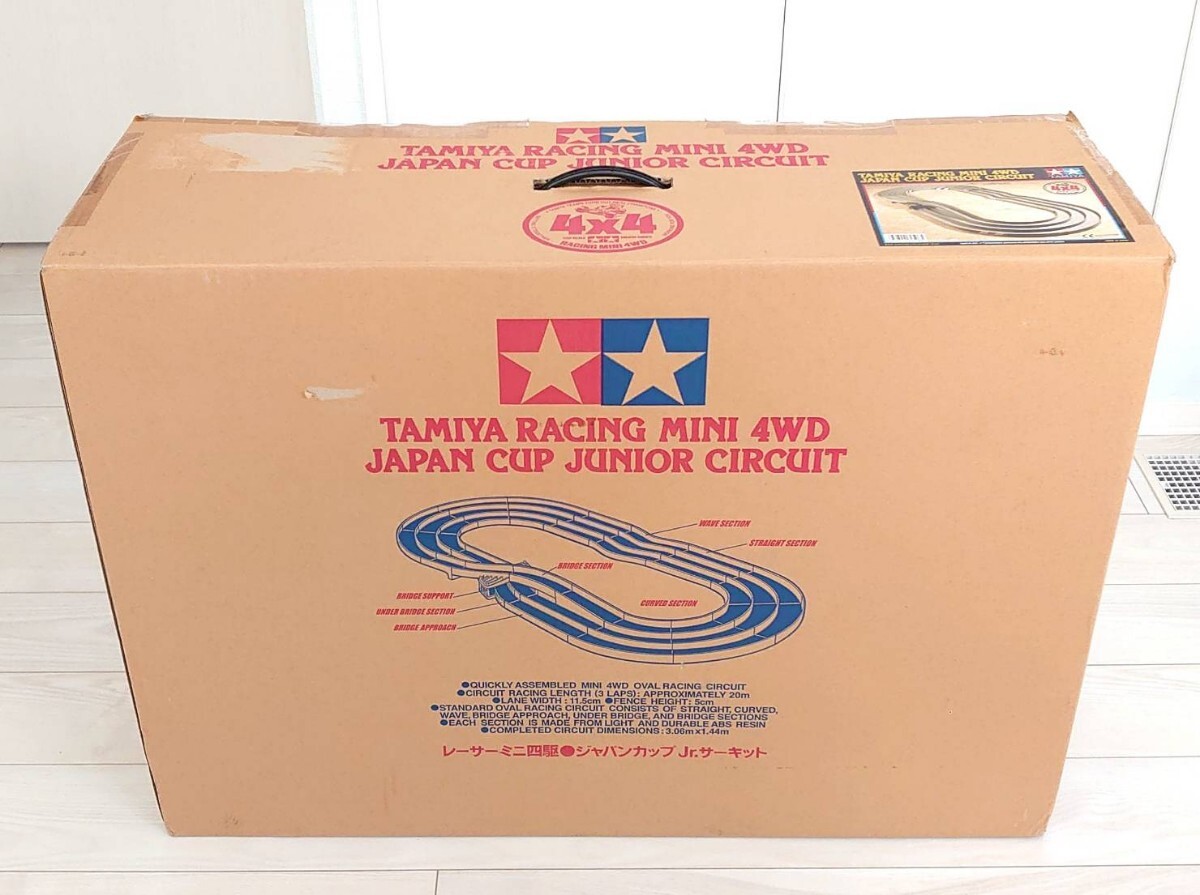 TAMIYA RACING MINI 4WD
JAPAN CUP JUNIOR CIRCUIT
4x4
RACING MINI 4WD
TAMIYA RACING MINI 4WD
JAPAN CUP JUNIOR CIRCUIT
TAMIYA
4x4
TAMIYA RACING MINI 4WD
JAPAN CUP JUNIOR CIRCUIT
WAVE SECTION
STRAIGHT SECTION
BRIDGE SECTION
BRIDGE SUPPORT
CURVED SECTION
UNDER BRIDGE SECTION
BRIDGE APPROACH
●QUICKLY ASSEMBLED MINI 4WD OVAL RACING CIRCUIT
●CIRCUIT RACING LENGTH (3 LAPS): APPROXIMATELY 20m
●LANE WIDTH : 11.5cm ●FENCE HEIGHT: 5cm
●STANDARD OVAL RACING CIRCUIT CONSISTS OF STRAIGHT, CURVED,
WAVE, BRIDGE APPROACH, UNDER BRIDGE, AND BRIDGE SECTIONS
●EACH SECTION IS MADE FROM LIGHT AND DURABLE ABS RESIN
●COMPLETED CIRCUIT DIMENSIONS: 3.06m×1.44m
レーサーミニ四駆●ジャパンカップ Jr.サーキット